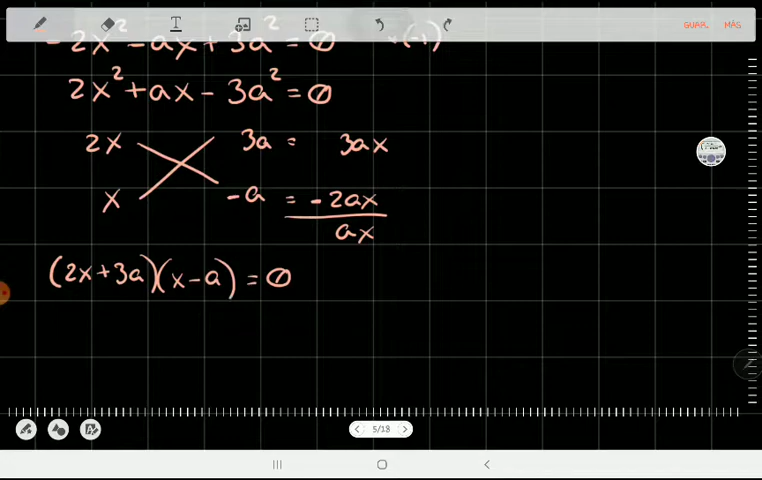 GUAR. MÁS
-2x² - ax + 3a² = 0 *(-1)
2x² + ax - 3a² = 0
2x 3a = 3ax
x -a = -2ax
ax
(2x+3a)(x-a) = 0
5/18